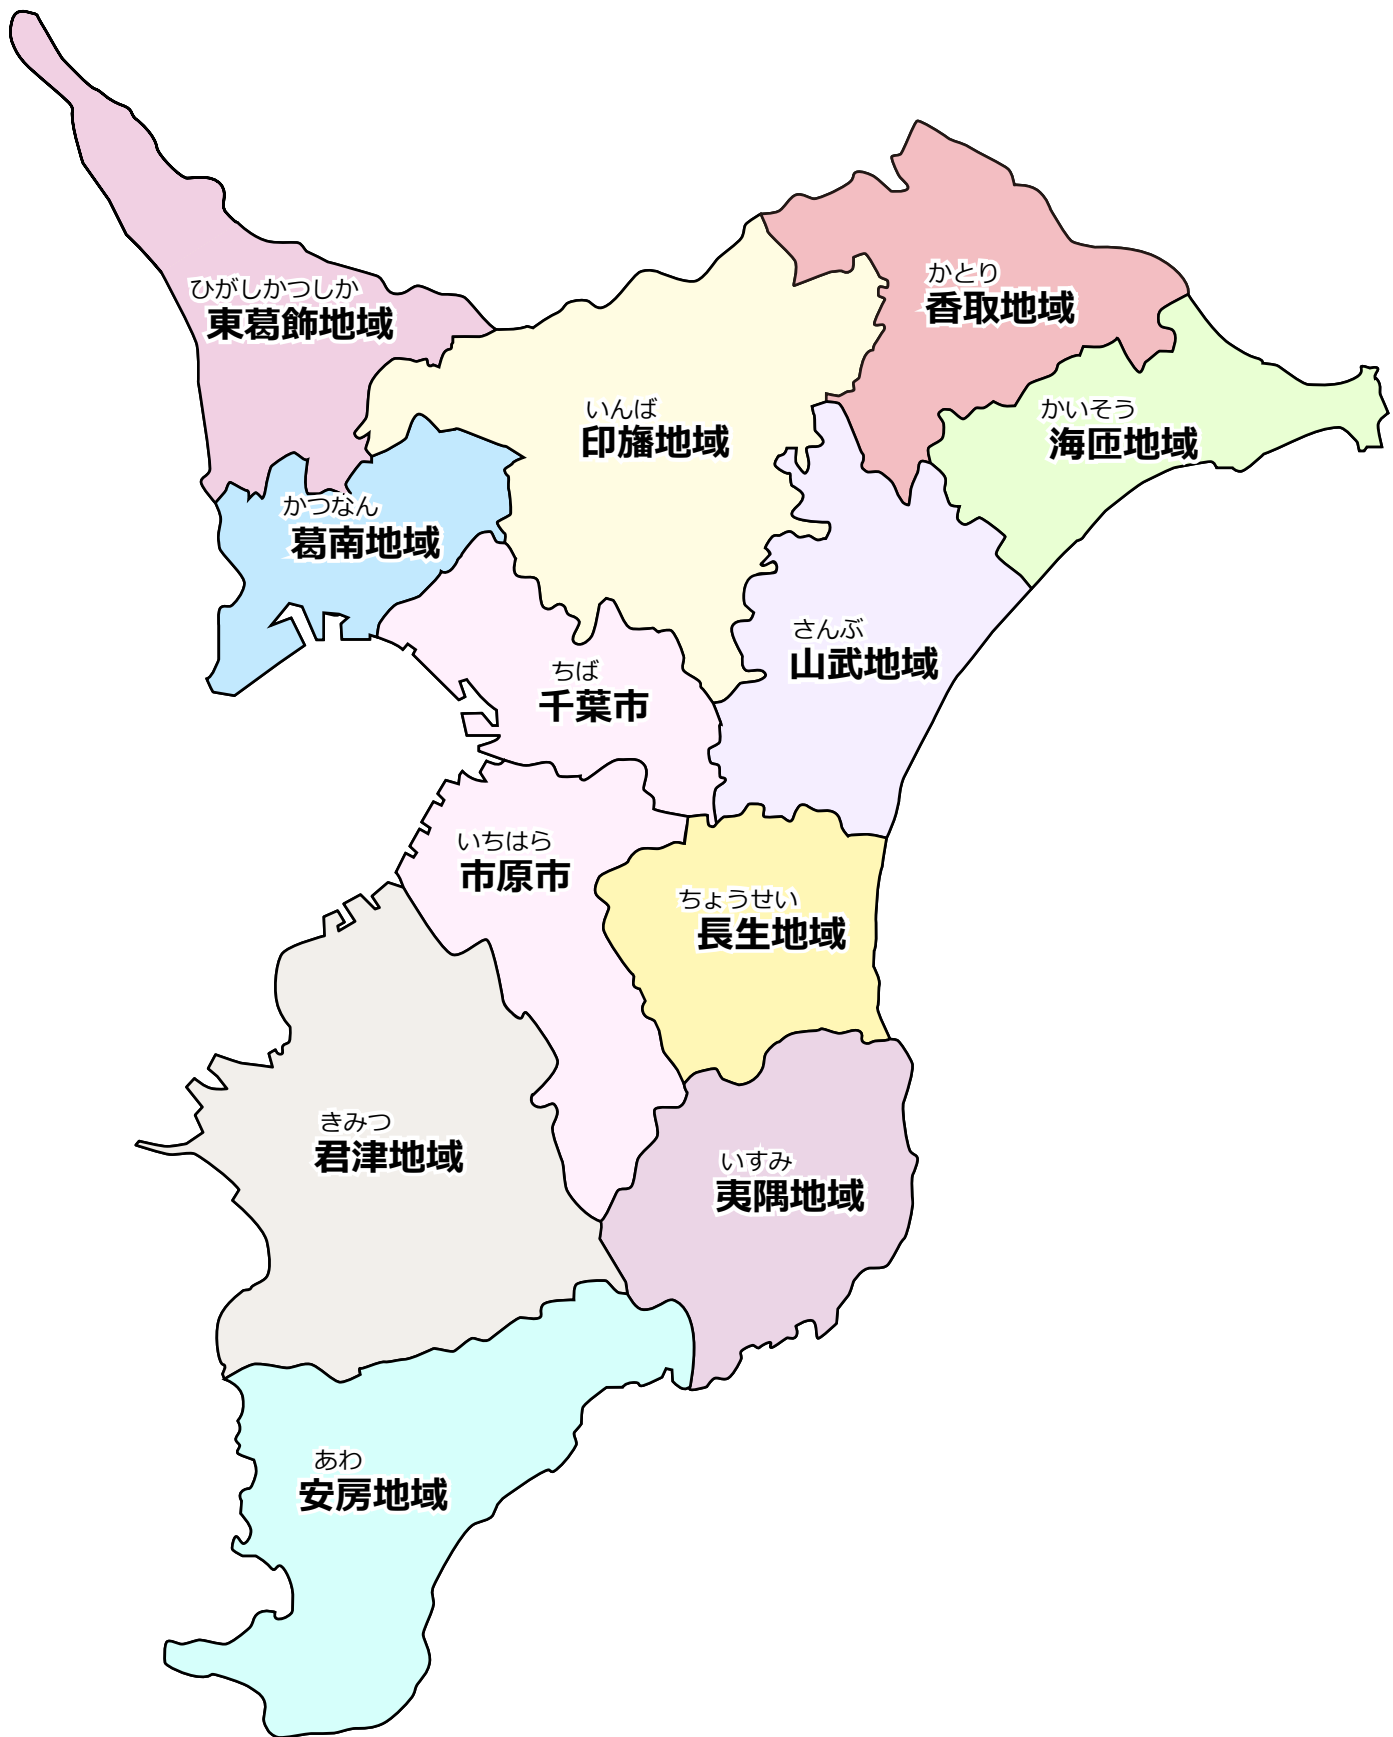 ひがしかつしか
東葛飾地域
かとり
香取地域
いんば
印旛地域
かいそう
海匝地域
かつなん
葛南地域
さんぶ
山武地域
ちば
千葉市
いちはら
市原市
ちょうせい
長生地域
きみつ
君津地域
いすみ
夷隅地域
あわ
安房地域